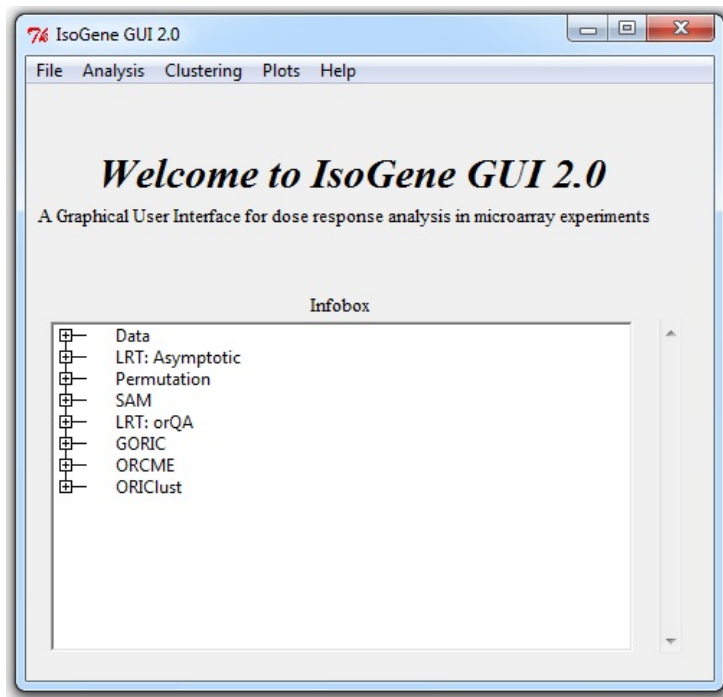 IsoGene GUI 2.0
File Analysis Clustering Plots Help
Welcome to IsoGene GUI 2.0
A Graphical User Interface for dose response analysis in microarray experiments
Infobox
Data
LRT: Asymptotic
Permutation
SAM
LRT: orQA
GORIC
ORCME
ORIClust